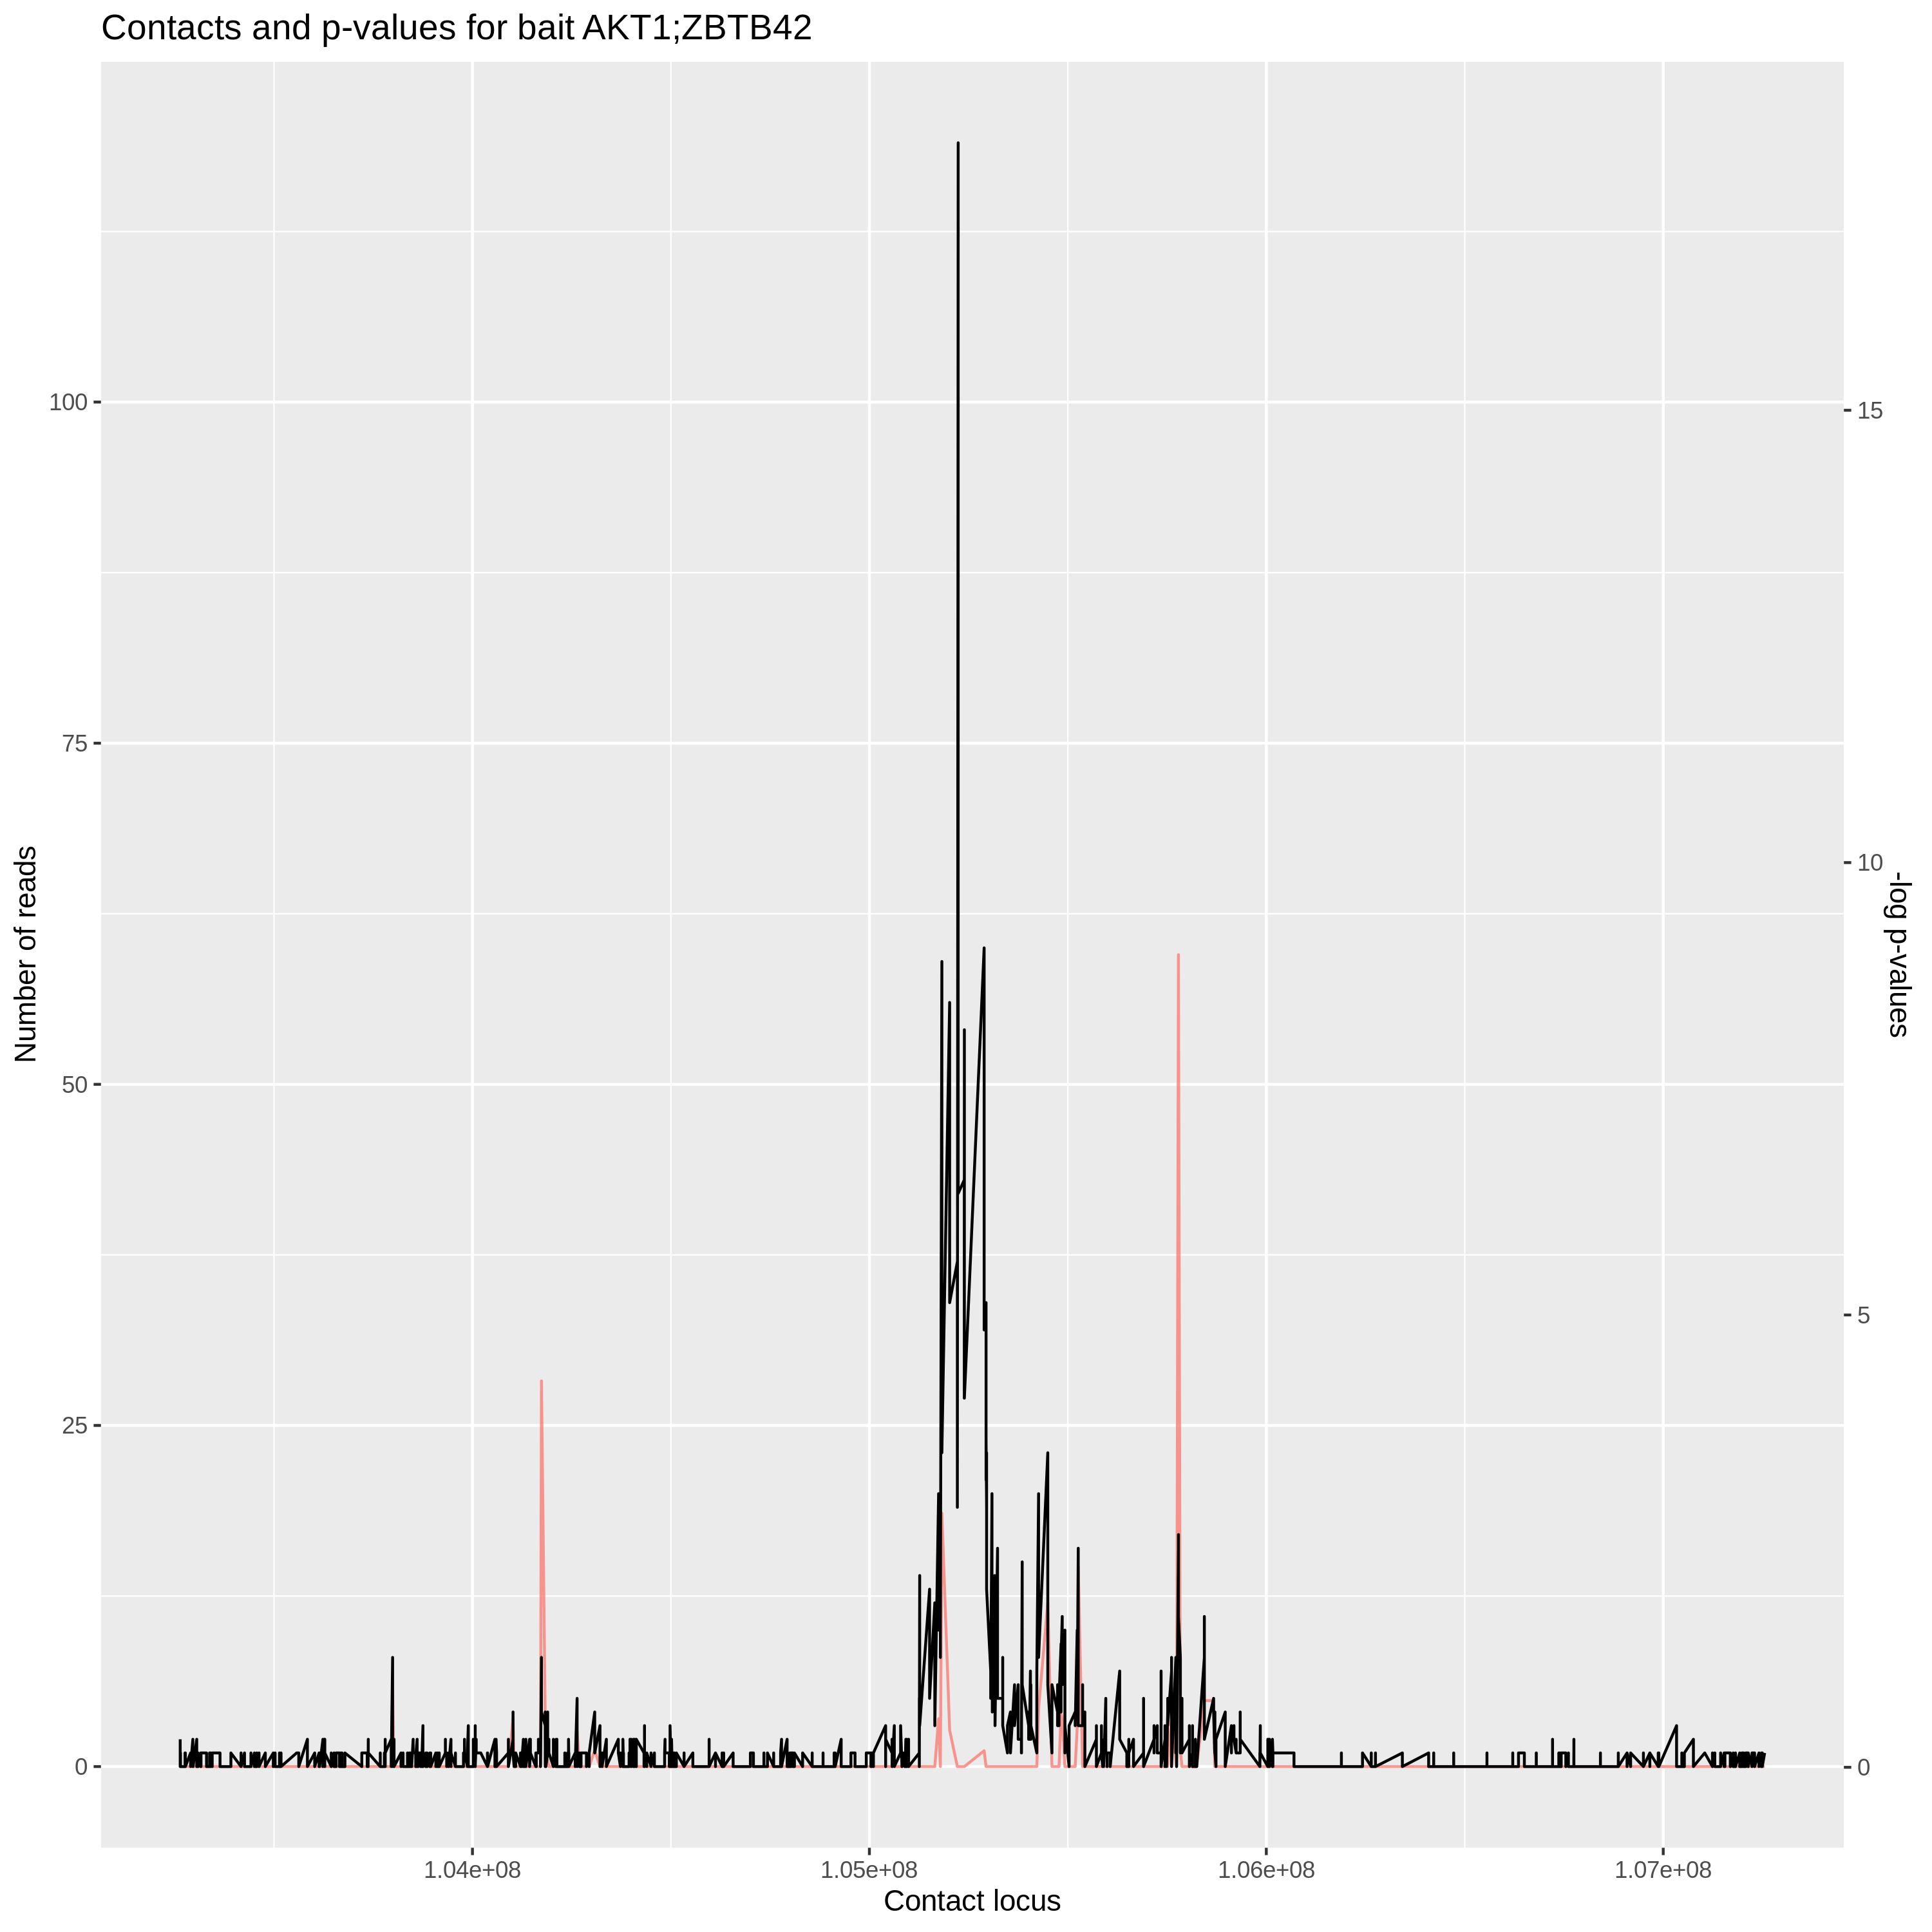 Contacts and p-values for bait AKT1;ZBTB42
Number of reads
100
75
50
25
0
15
10
5
0
-log p-values
1.04e+08
1.05e+08
1.06e+08
1.07e+08
Contact locus